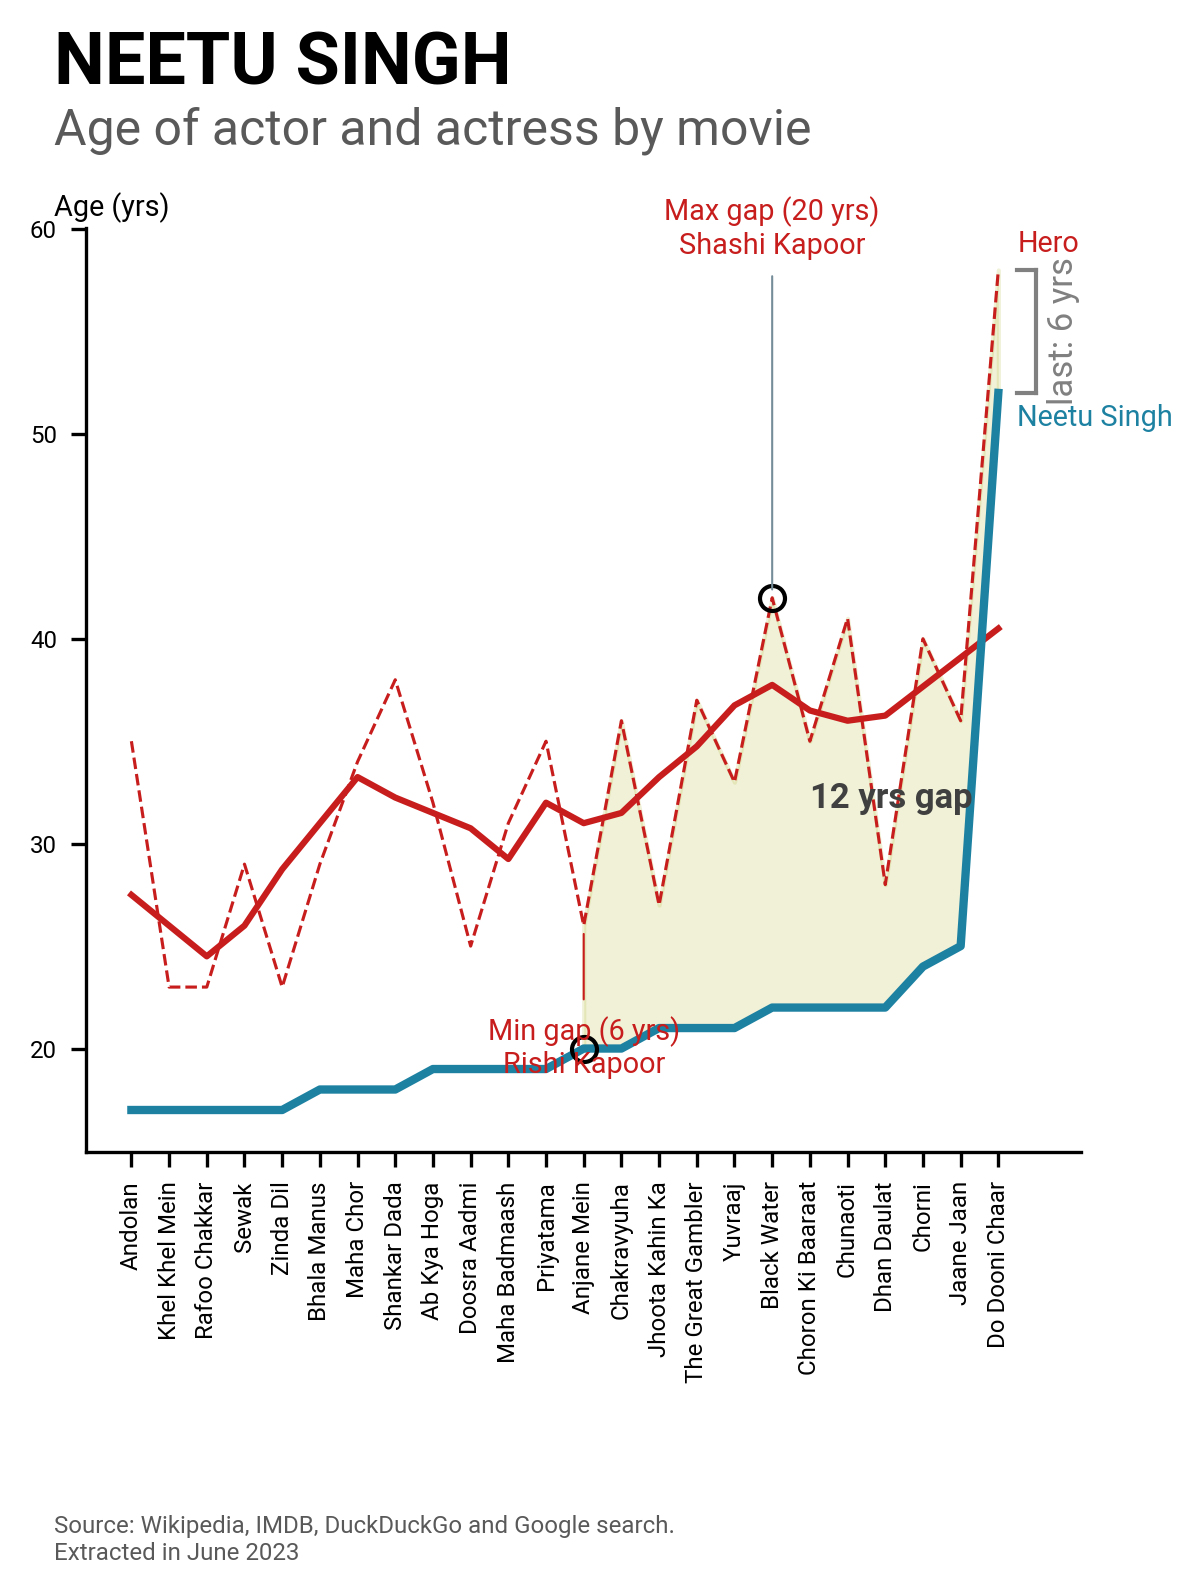 NEETU SINGH
Age of actor and actress by movie
Age (yrs)
Max gap (20 yrs)
Shashi Kapoor
Hero
last: 6 yrs
Neetu Singh
60
50
40
30
20
12 yrs gap
Min gap (6 yrs)
Rishi Kapoor
Andolan
Khel Khel Mein
Rafoo Chakkar
Sewak
Zinda Dil
Bhala Manus
Maha Chor
Shankar Dada
Ab Kya Hoga
Doosra Aadmi
Maha Badmaash
Priyatama
Anjane Mein
Chakravyuha
Jhoota Kahin Ka
The Great Gambler
Yuvraaj
Black Water
Choron Ki Baaraat
Chunaoti
Dhan Daulat
Chorni
Jaane Jaan
Do Dooni Chaar
Source: Wikipedia, IMDB, DuckDuckGo and Google search.
Extracted in June 2023